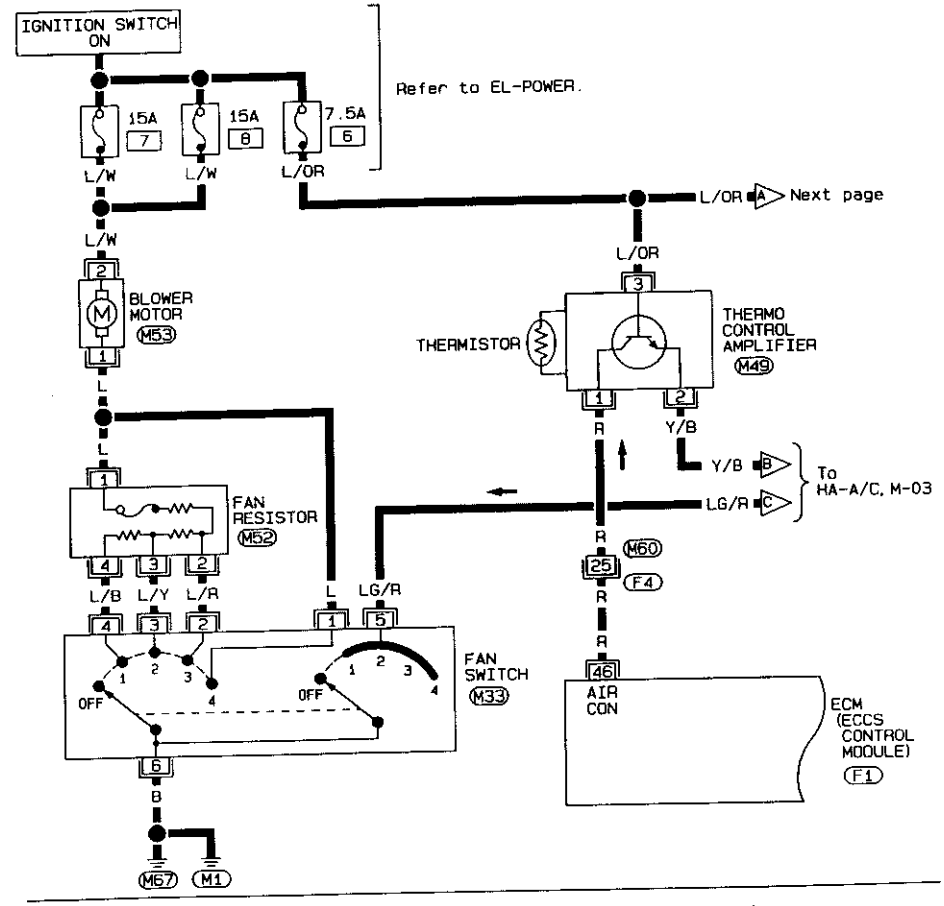 IGNITION SWITCH
ON
Refer to EL-POWER.
15A
7
15A
8
7.5A
6
L/W
L/W
L/OR
L/OR
A
Next page
L/W
L/OR
2
3
M
BLOWER
MOTOR
M53
THERMISTOR
THERMO
CONTROL
AMPLIFIER
M49
1
1
2
L
R
Y/B
L
Y/B
B
To
HA-A/C, M-03
1
LG/R
C
FAN
RESISTOR
M52
R
M60
25
F4
4
3
2
L/B
L/Y
L/R
L
LG/R
R
4
3
2
1
5
R
1
2
3
4
OFF
1
2
3
4
OFF
FAN
SWITCH
M33
46
AIR
CON
ECM
(ECCS
CONTROL
MODULE)
F1
6
B
M67
M1